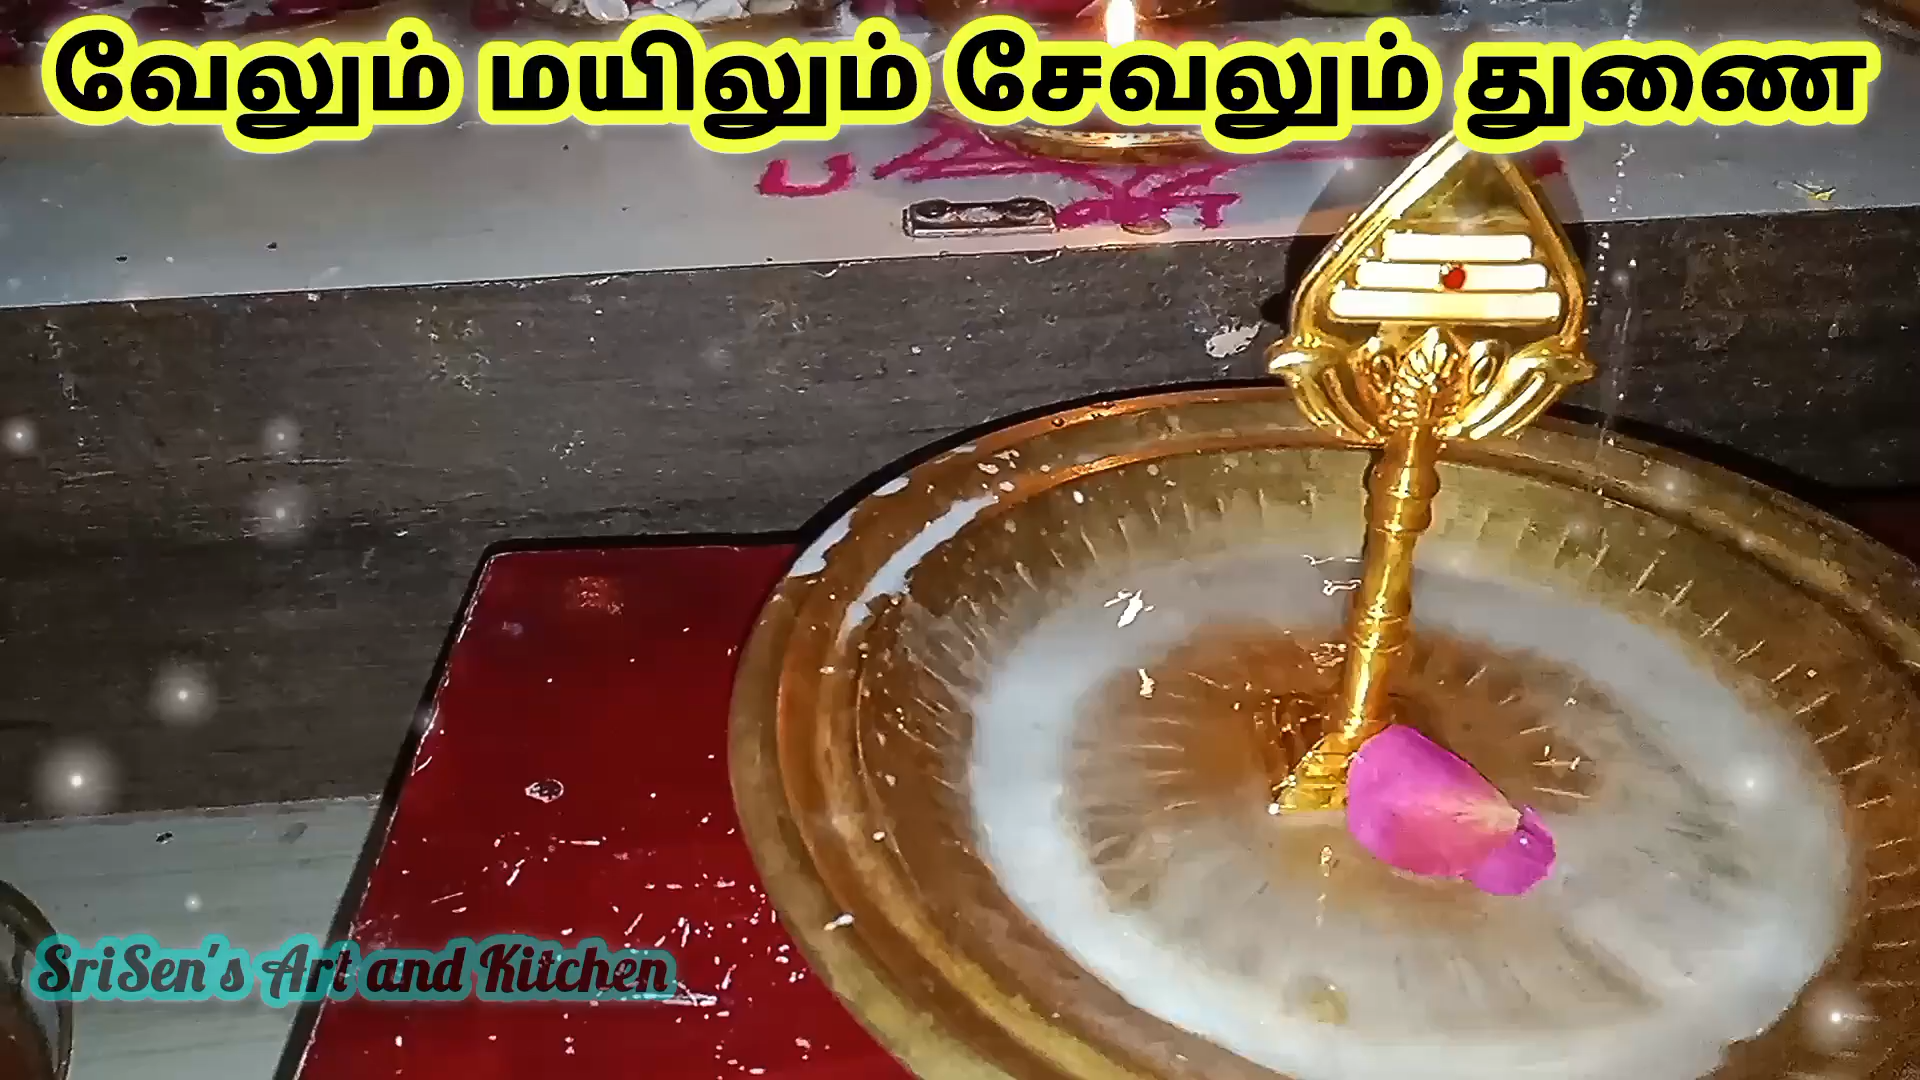 வேலும் மயிலும் சேவலும் துணை
SriSen's Art and Kitchen